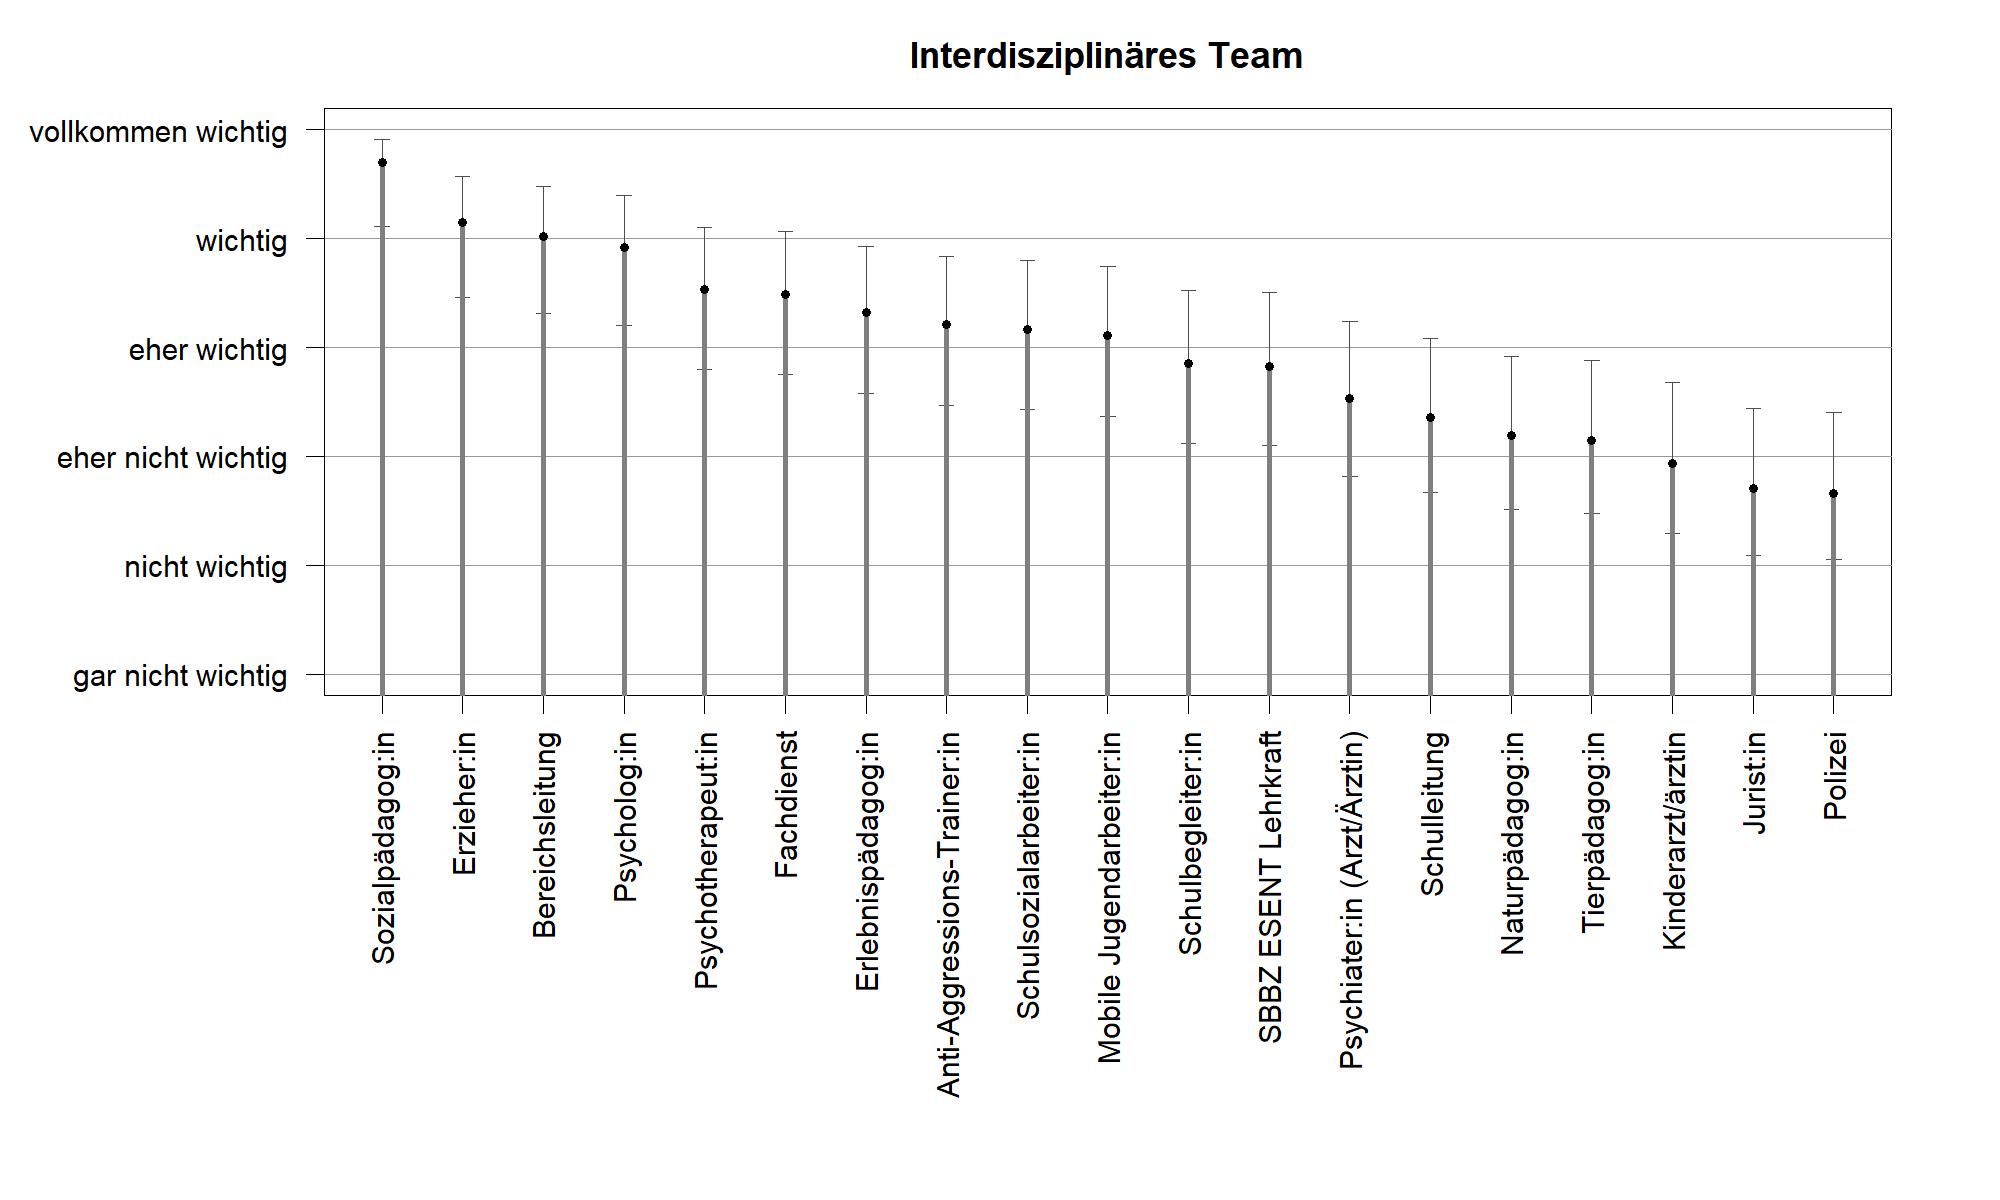 Interdisziplinäres Team
vollkommen wichtig
wichtig
eher wichtig
eher nicht wichtig
nicht wichtig
gar nicht wichtig
Sozialpädagog:in
Erzieher:in
Bereichsleitung
Psycholog:in
Psychotherapeut:in
Fachdienst
Erlebnispädagog:in
Anti-Aggressions-Trainer:in
Schulsozialarbeiter:in
Mobile Jugendarbeiter:in
Schulbegleiter:in
SBBZ ESENT Lehrkraft
Psychiater:in (Arzt/Ärztin)
Schulleitung
Naturpädagog:in
Tierpädagog:in
Kinderarzt/ärztin
Jurist:in
Polizei